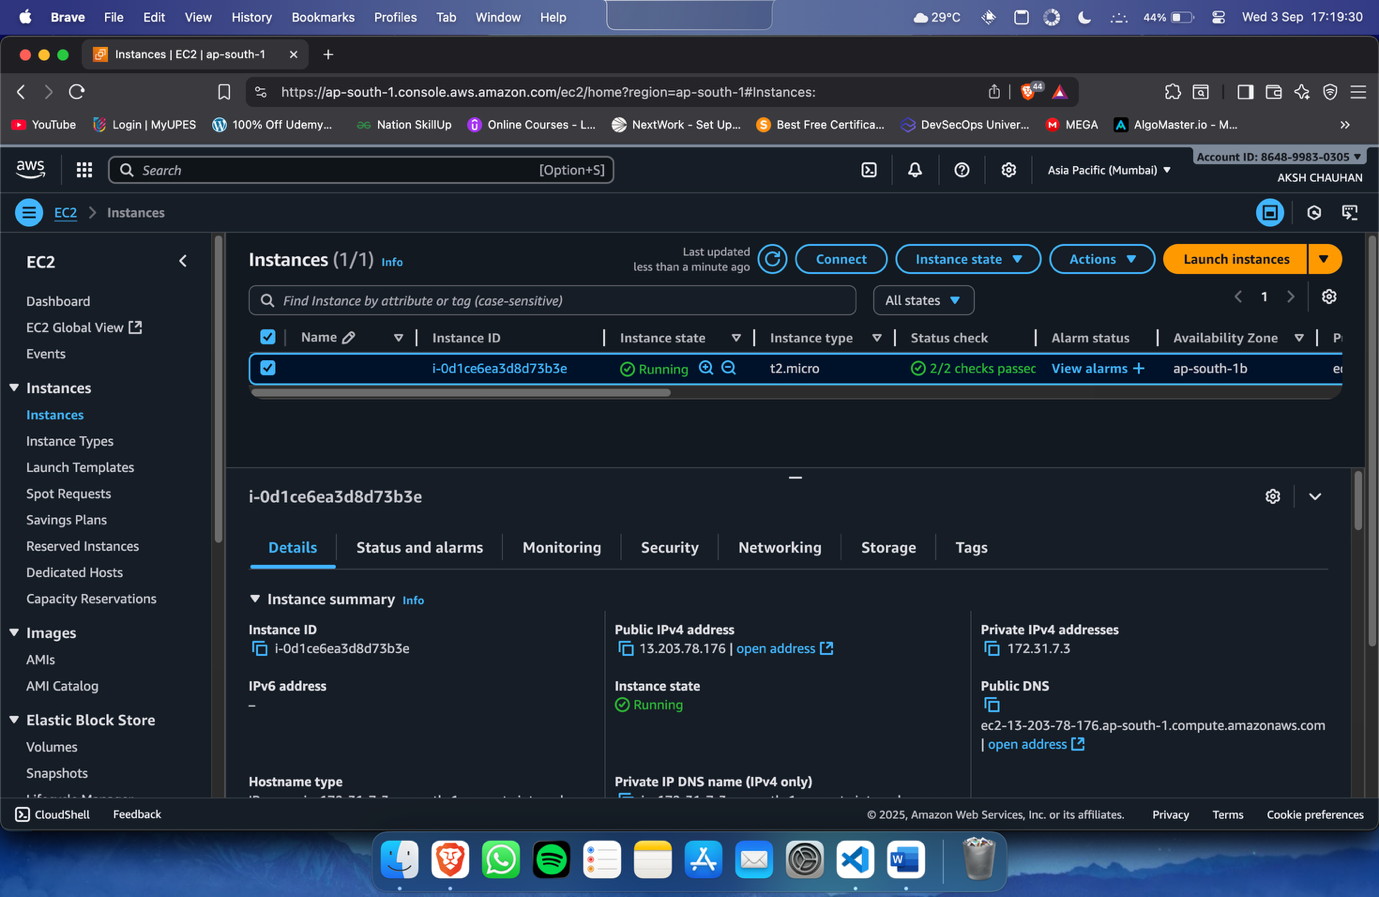 Brave File Edit View History Bookmarks Profiles Tab Window Help 29°C 44% Wed 3 Sep 17:19:30
Instances | EC2 | ap-south-1
https://ap-south-1.console.aws.amazon.com/ec2/home?region=ap-south-1#Instances: 44
YouTube Login | MyUPES 100% Off Udemy... Nation SkillUp Online Courses - L... NextWork - Set Up... Best Free Certifica... DevSecOps Univer... MEGA AlgoMaster.io - M...
aws Search [Option+S] Asia Pacific (Mumbai) Account ID: 8648-9983-0305
AKSH CHAUHAN
EC2 Instances
EC2
Dashboard
EC2 Global View
Events
Instances
Instances
Instance Types
Launch Templates
Spot Requests
Savings Plans
Reserved Instances
Dedicated Hosts
Capacity Reservations
Images
AMIs
AMI Catalog
Elastic Block Store
Volumes
Snapshots
Instances (1/1) Info
Last updated
less than a minute ago
Connect Instance state Actions Launch instances
Find Instance by attribute or tag (case-sensitive) All states 1
Name Instance ID Instance state Instance type Status check Alarm status Availability Zone
i-0d1ce6ea3d8d73b3e Running t2.micro 2/2 checks passed View alarms + ap-south-1b
i-0d1ce6ea3d8d73b3e
Details Status and alarms Monitoring Security Networking Storage Tags
Instance summary Info
Instance ID
i-0d1ce6ea3d8d73b3e
IPv6 address
–
Hostname type
Public IPv4 address
13.203.78.176 | open address
Instance state
Running
Private IP DNS name (IPv4 only)
Private IPv4 addresses
172.31.7.3
Public DNS
ec2-13-203-78-176.ap-south-1.compute.amazonaws.com
| open address
CloudShell Feedback © 2025, Amazon Web Services, Inc. or its affiliates. Privacy Terms Cookie preferences